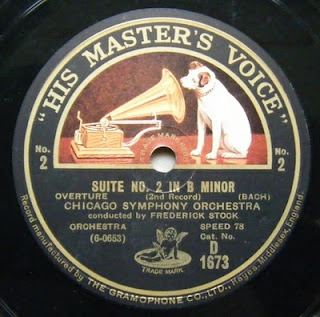 "HIS MASTER'S VOICE"
No. 2
No. 2
SUITE NO. 2 IN B MINOR
OVERTURE (2nd Record) (BACH)
CHICAGO SYMPHONY ORCHESTRA
conducted by FREDERICK STOCK
ORCHESTRA SPEED 78
(6-0653) Cat. No.
D
1673
TRADE MARK
Record manufactured by THE GRAMOPHONE CO., LTD., Hayes, Middlesex, England.